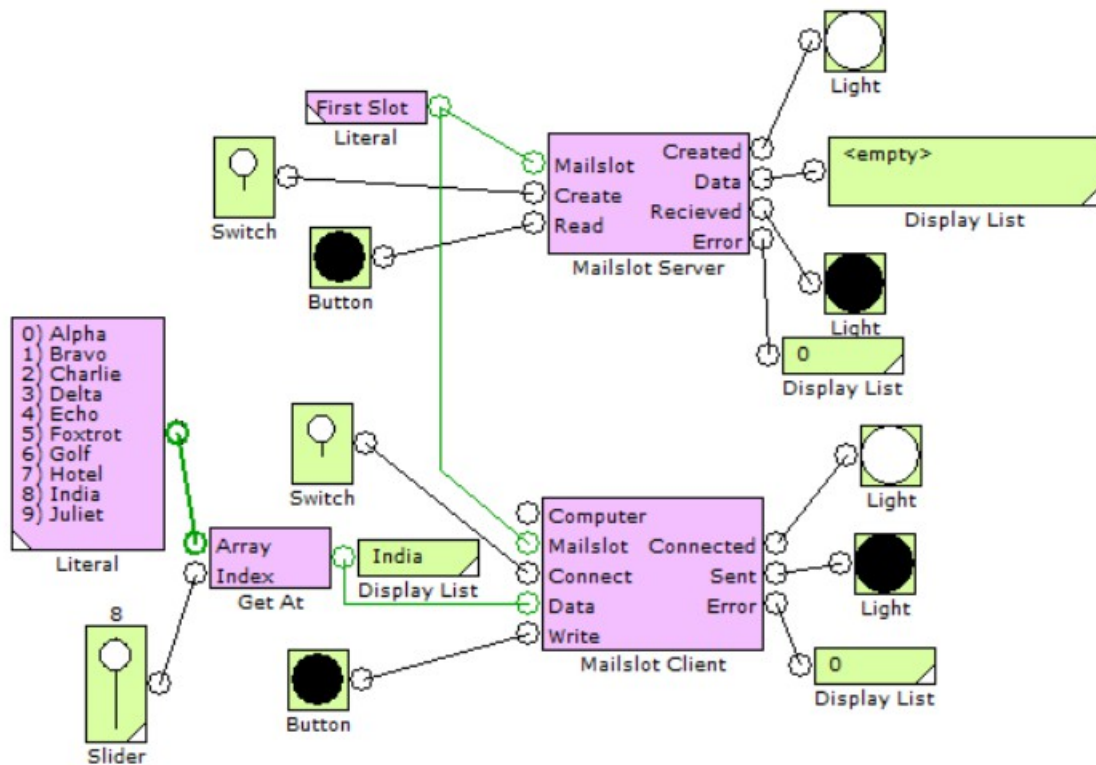 Light
First Slot
Literal
Mailslot
Create
Read
Created
Data
Recieved
Error
Mailslot Server
<empty>
Display List
Switch
Button
Light
0
Display List
0) Alpha
1) Bravo
2) Charlie
3) Delta
4) Echo
5) Foxtrot
6) Golf
7) Hotel
8) India
9) Juliet
Literal
Switch
Array
Index
Get At
India
Display List
8
Slider
Button
Computer
Mailslot
Connect
Data
Write
Connected
Sent
Error
Mailslot Client
Light
Light
0
Display List